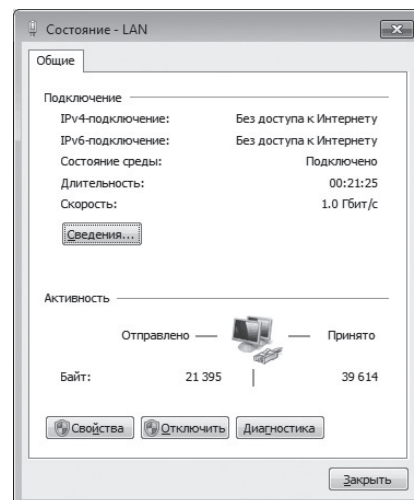 Состояние - LAN
Общие
Подключение
IPv4-подключение: Без доступа к Интернету
IPv6-подключение: Без доступа к Интернету
Состояние среды: Подключено
Длительность: 00:21:25
Скорость: 1.0 Гбит/с
Сведения...
Активность
Отправлено — Принято
Байт: 21 395 39 614
Свойства Отключить Диагностика
Закрыть